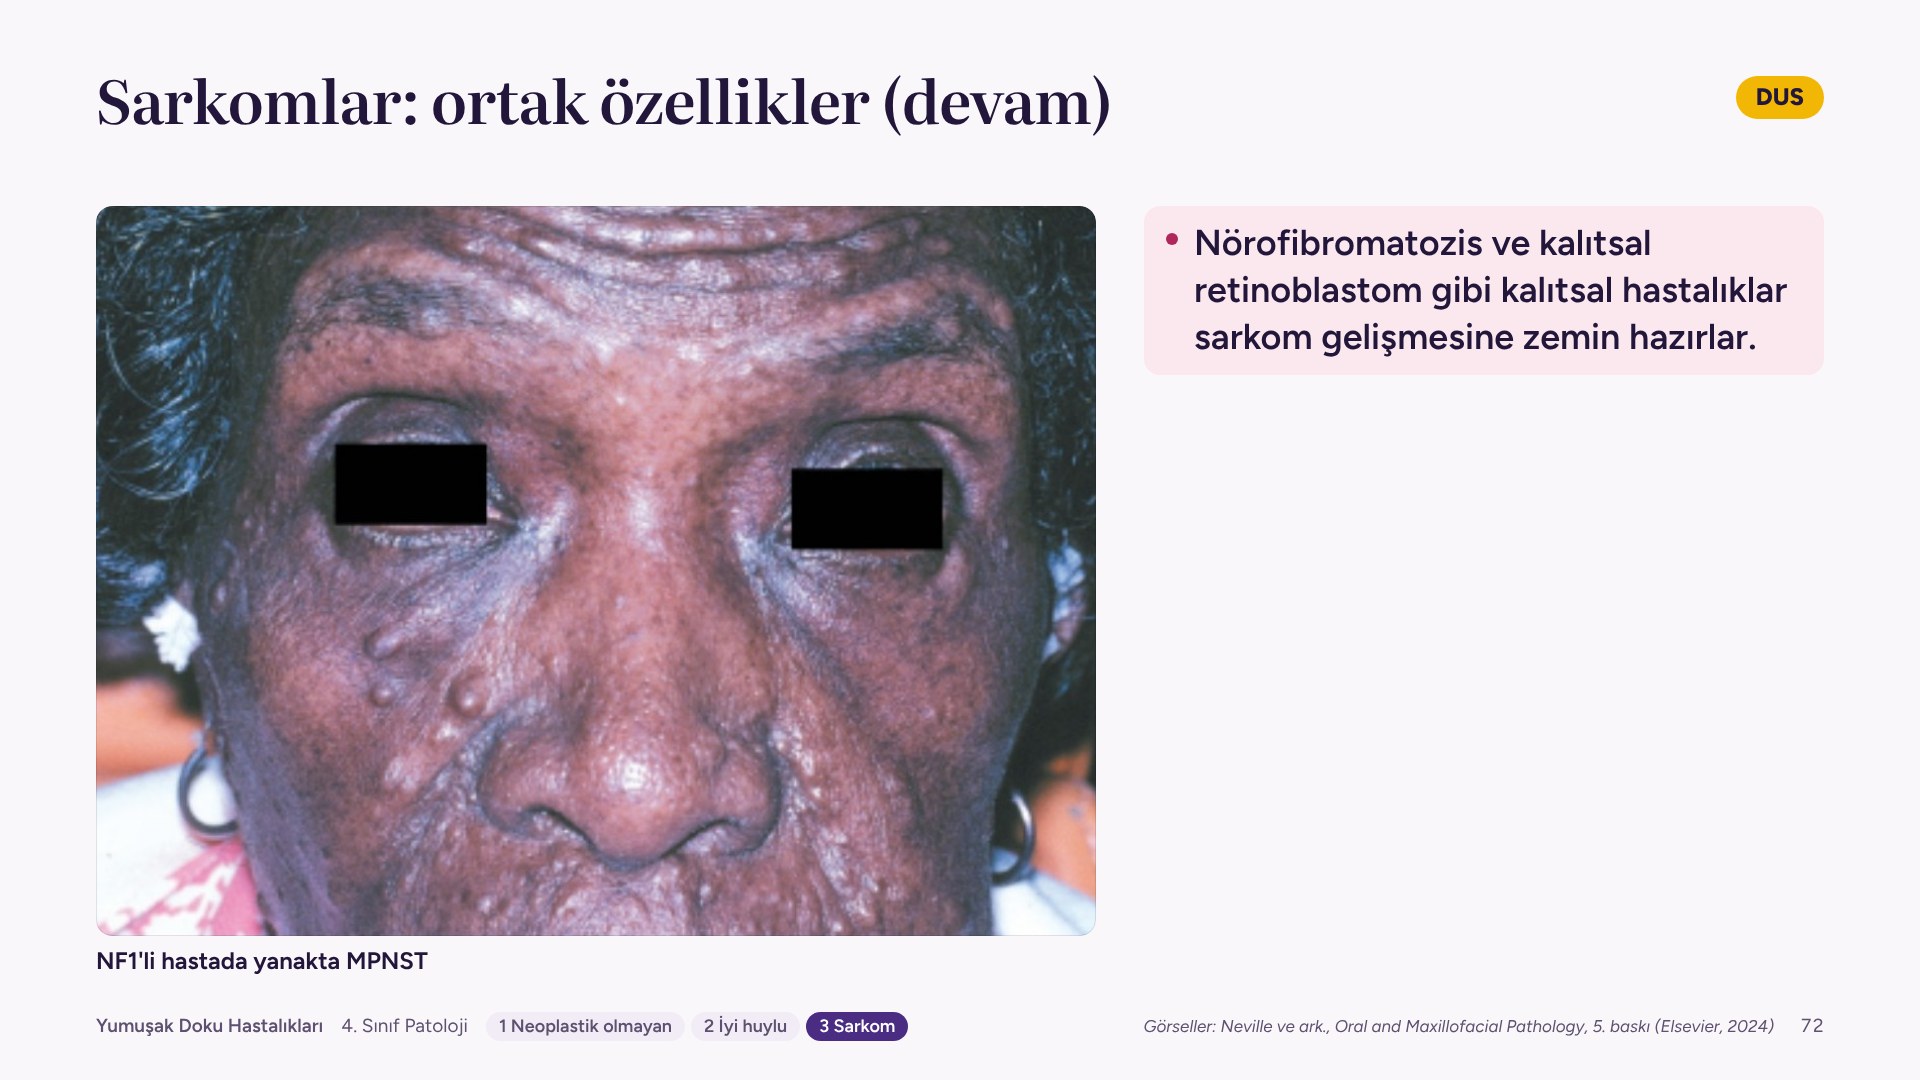 Sarkomlar: ortak özellikler (devam)
DUS
Nörofibromatozis ve kalıtsal
retinoblastom gibi kalıtsal hastalıklar
sarkom gelişmesine zemin hazırlar.
NF1'li hastada yanakta MPNST
Yumuşak Doku Hastalıkları 4. Sınıf Patoloji 1 Neoplastik olmayan 2 İyi huylu 3 Sarkom
Görseller: Neville ve ark., Oral and Maxillofacial Pathology, 5. baskı (Elsevier, 2024) 72